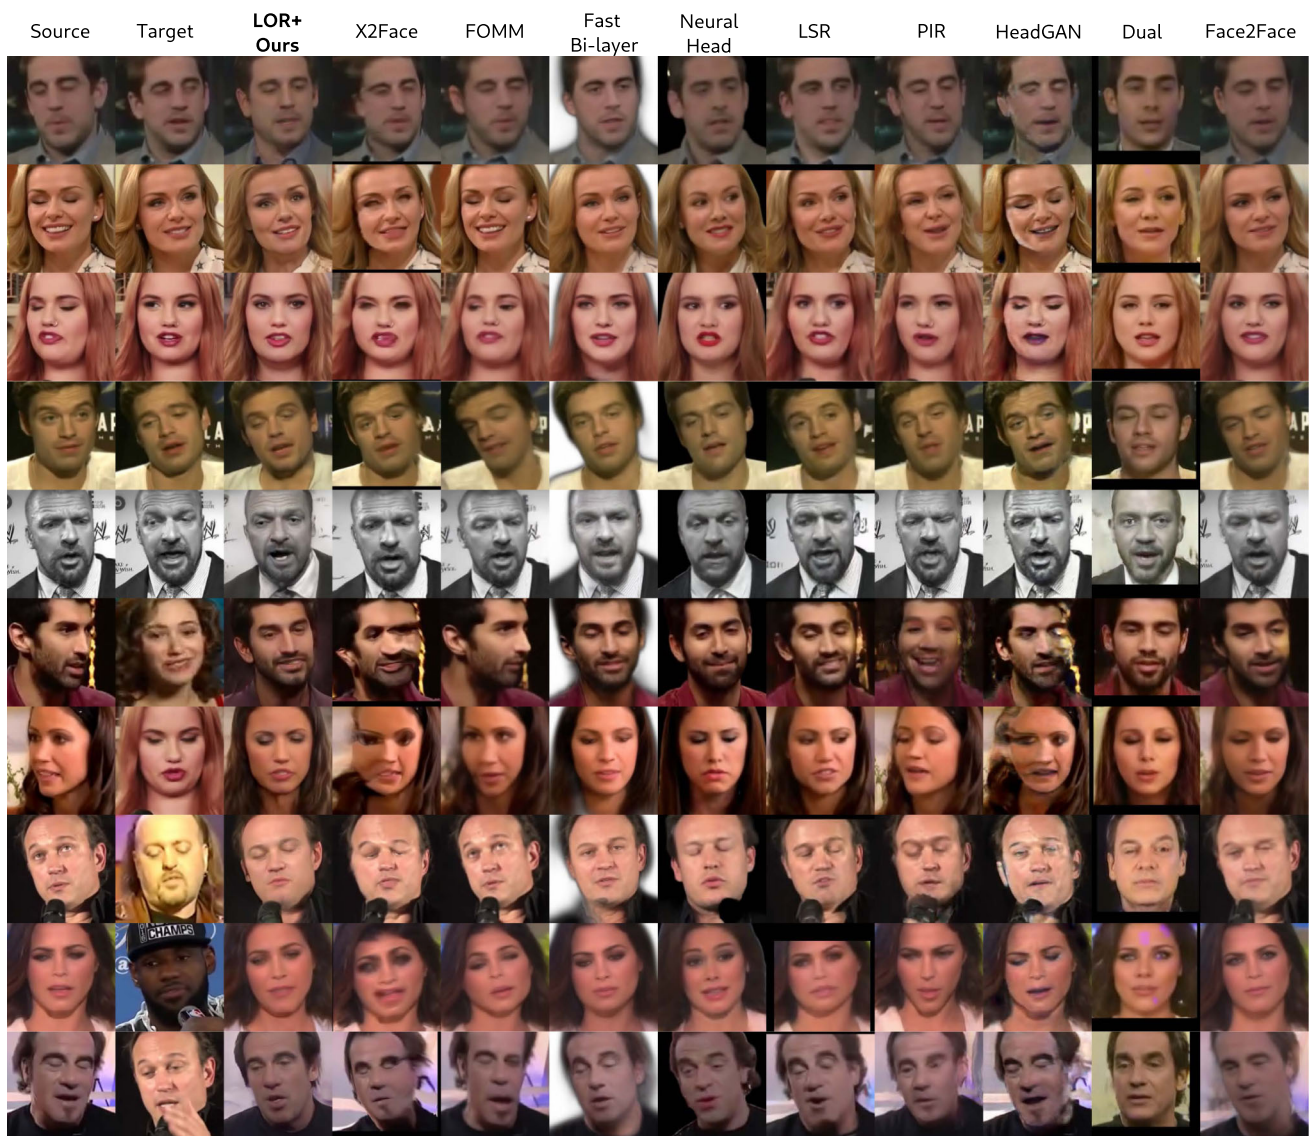 Source
Target
LOR+
Ours
X2Face
FOMM
Fast
Bi-layer
Neural
Head
LSR
PIR
HeadGAN
Dual
Face2Face
CHAMPS